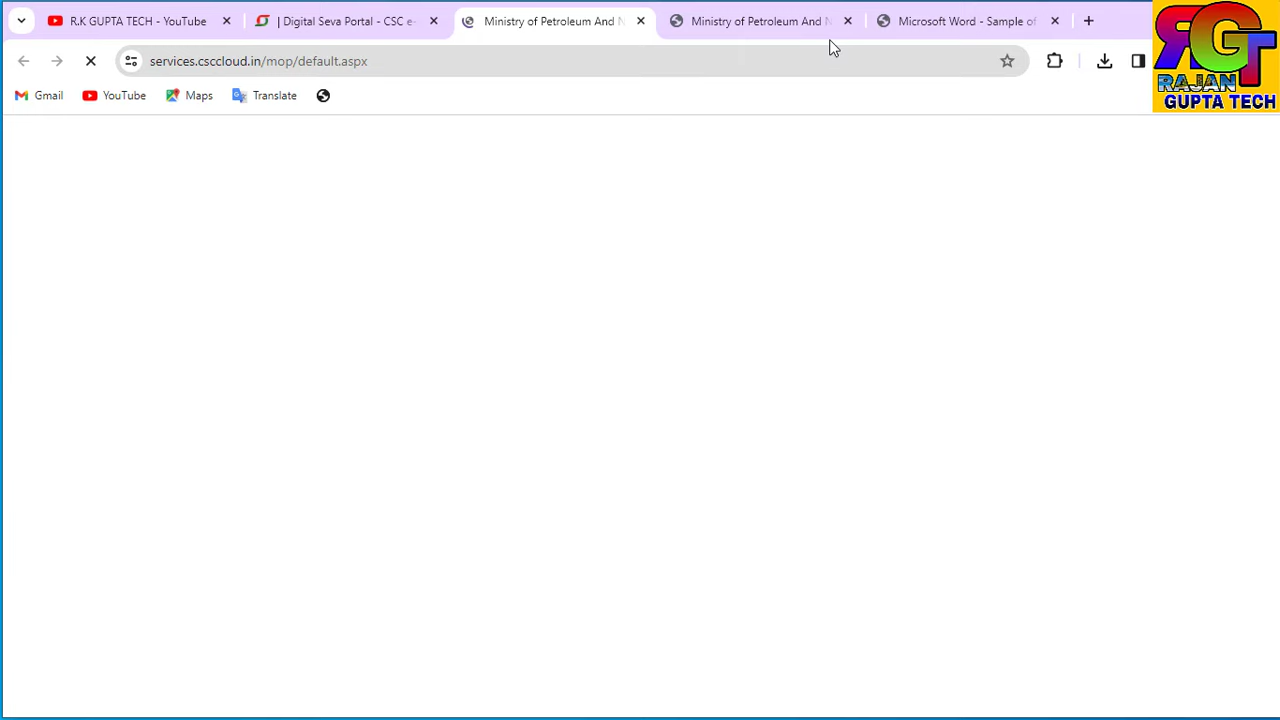 R.K GUPTA TECH - YouTube
| Digital Seva Portal - CSC e-
Ministry of Petroleum And N
Ministry of Petroleum And N
Microsoft Word - Sample of
services.csccloud.in/mop/default.aspx
Gmail
YouTube
Maps
Translate
RGT
RAJAN
GUPTA TECH